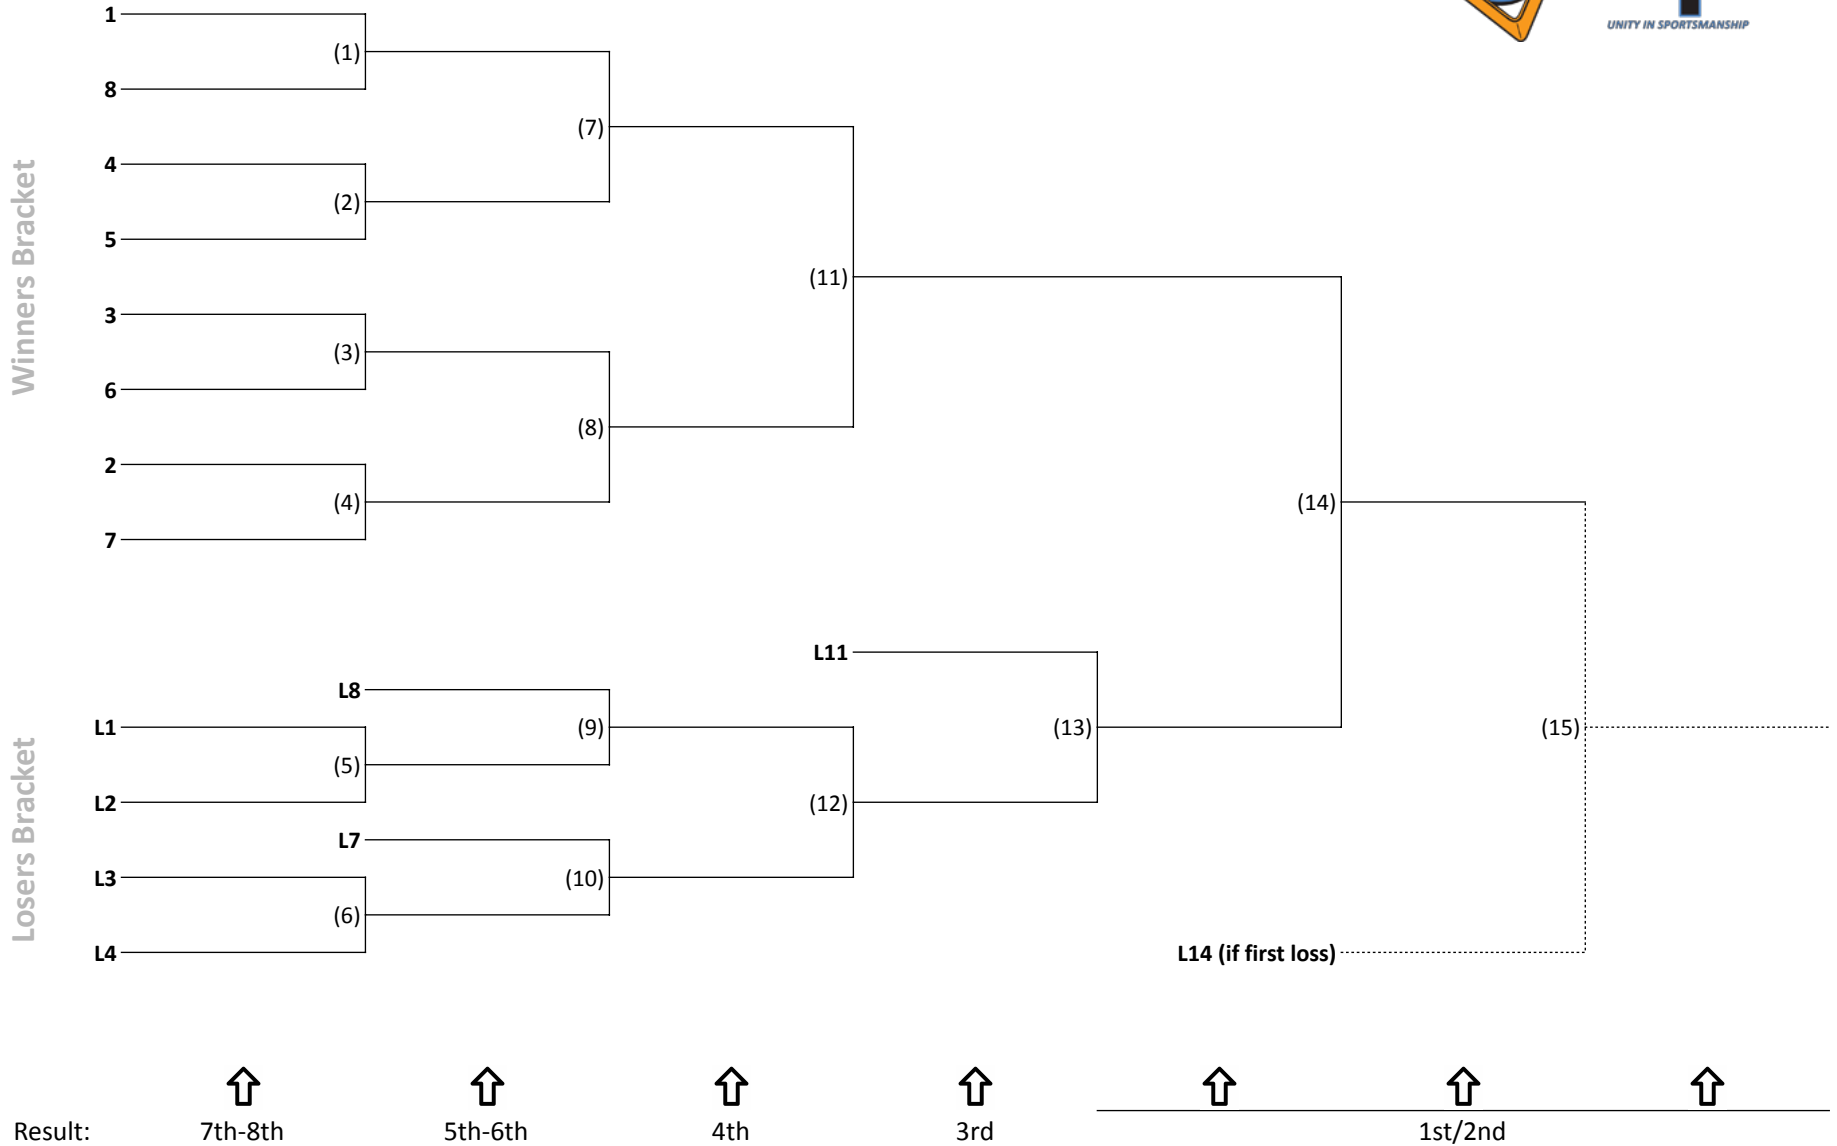 UNITY IN SPORTSMANSHIP
Winners Bracket
1
(1)
8
(7)
4
(2)
5
(11)
3
(3)
6
(8)
2
(4)
7
(14)
Losers Bracket
L11
L8
L1
(9)
(13)
(15)
(5)
L2
(12)
L7
L3
(10)
(6)
L4
L14 (if first loss)
Result: 7th-8th 5th-6th 4th 3rd 1st/2nd